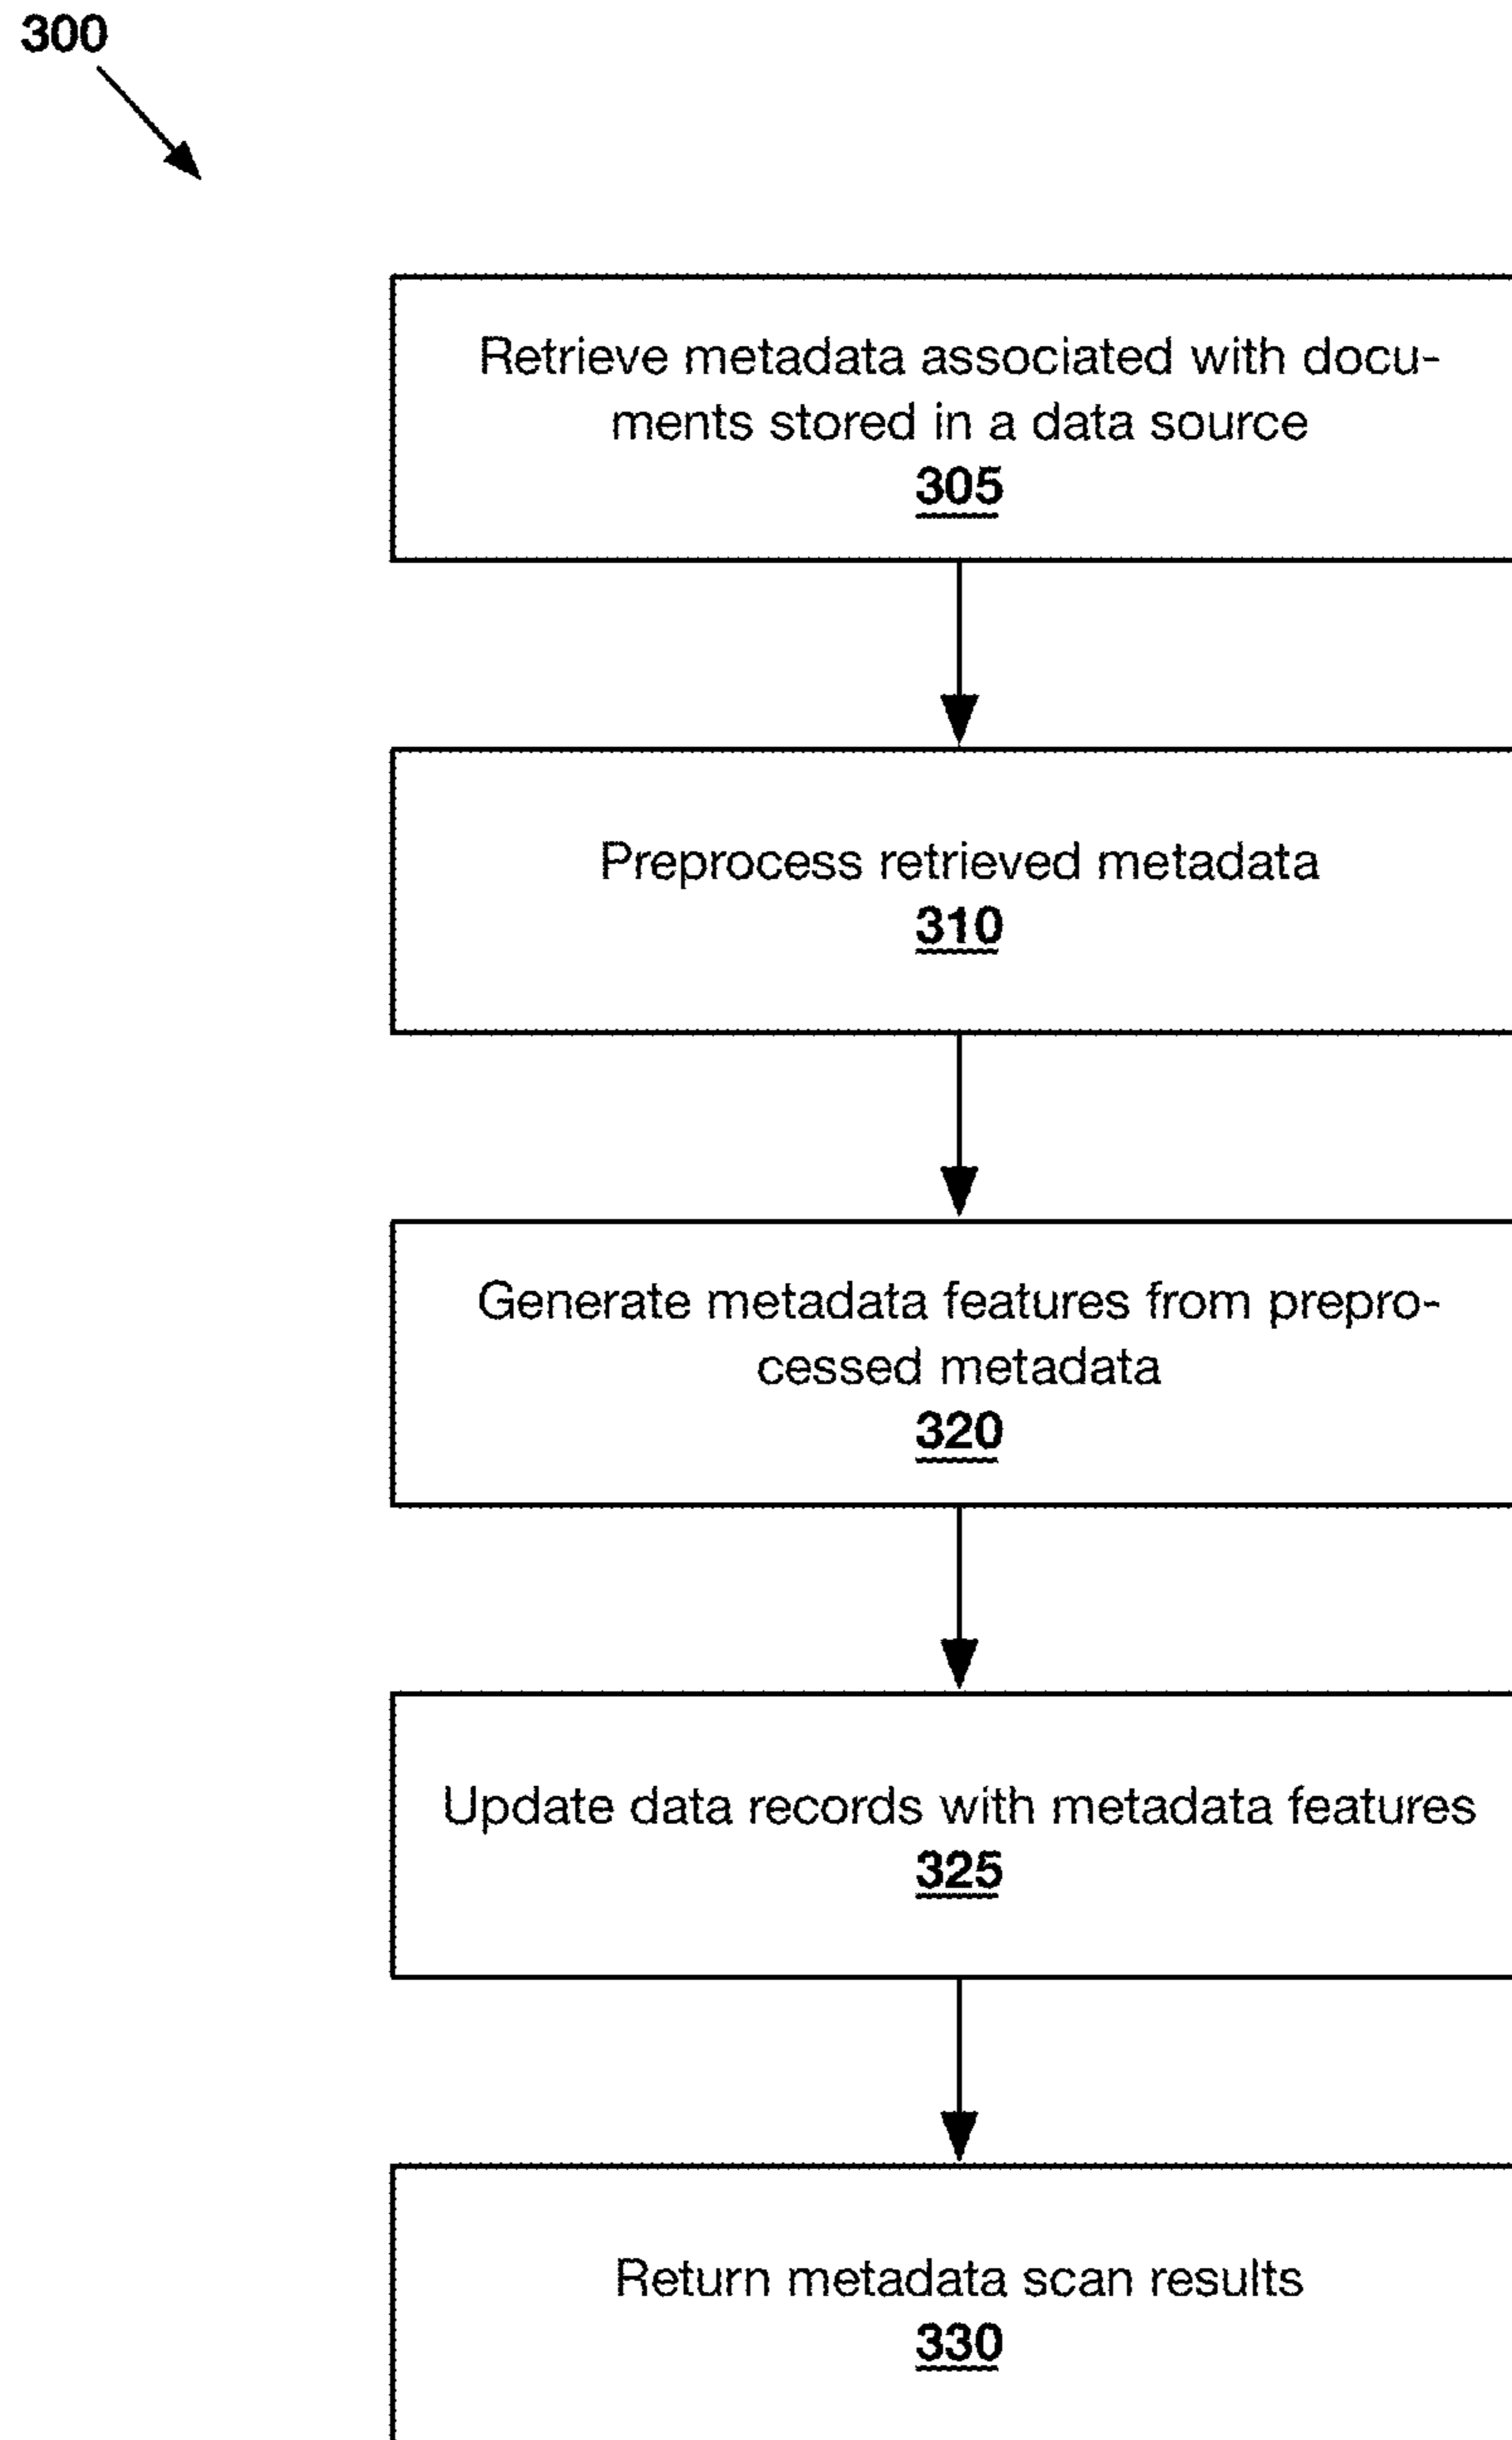 300
Retrieve metadata associated with docu-
ments stored in a data source
305
Preprocess retrieved metadata
310
Generate metadata features from prepro-
cessed metadata
320
Update data records with metadata features
325
Return metadata scan results
330